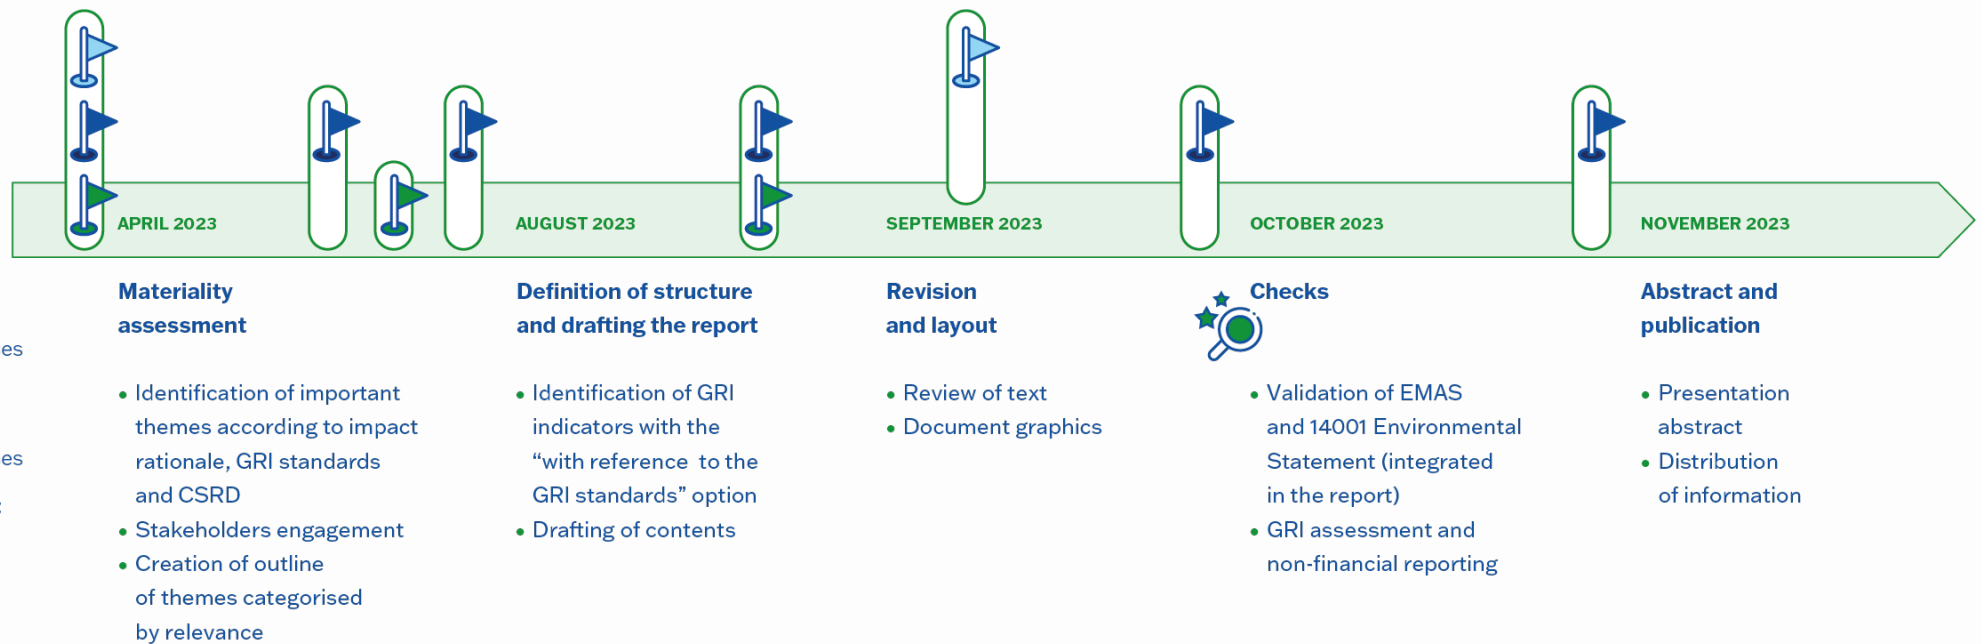 APRIL 2023
Materiality
assessment
• Identification of important
themes according to impact
rationale, GRI standards
and CSRD
• Stakeholders engagement
• Creation of outline
of themes categorised
by relevance
AUGUST 2023
Definition of structure
and drafting the report
• Identification of GRI
indicators with the
“with reference  to the
GRI standards” option
• Drafting of contents
SEPTEMBER 2023
Revision
and layout
• Review of text
• Document graphics
OCTOBER 2023
Checks
• Validation of EMAS
and 14001 Environmental
Statement (integrated
in the report)
• GRI assessment and
non-financial reporting
NOVEMBER 2023
Abstract and
publication
• Presentation
abstract
• Distribution
of information